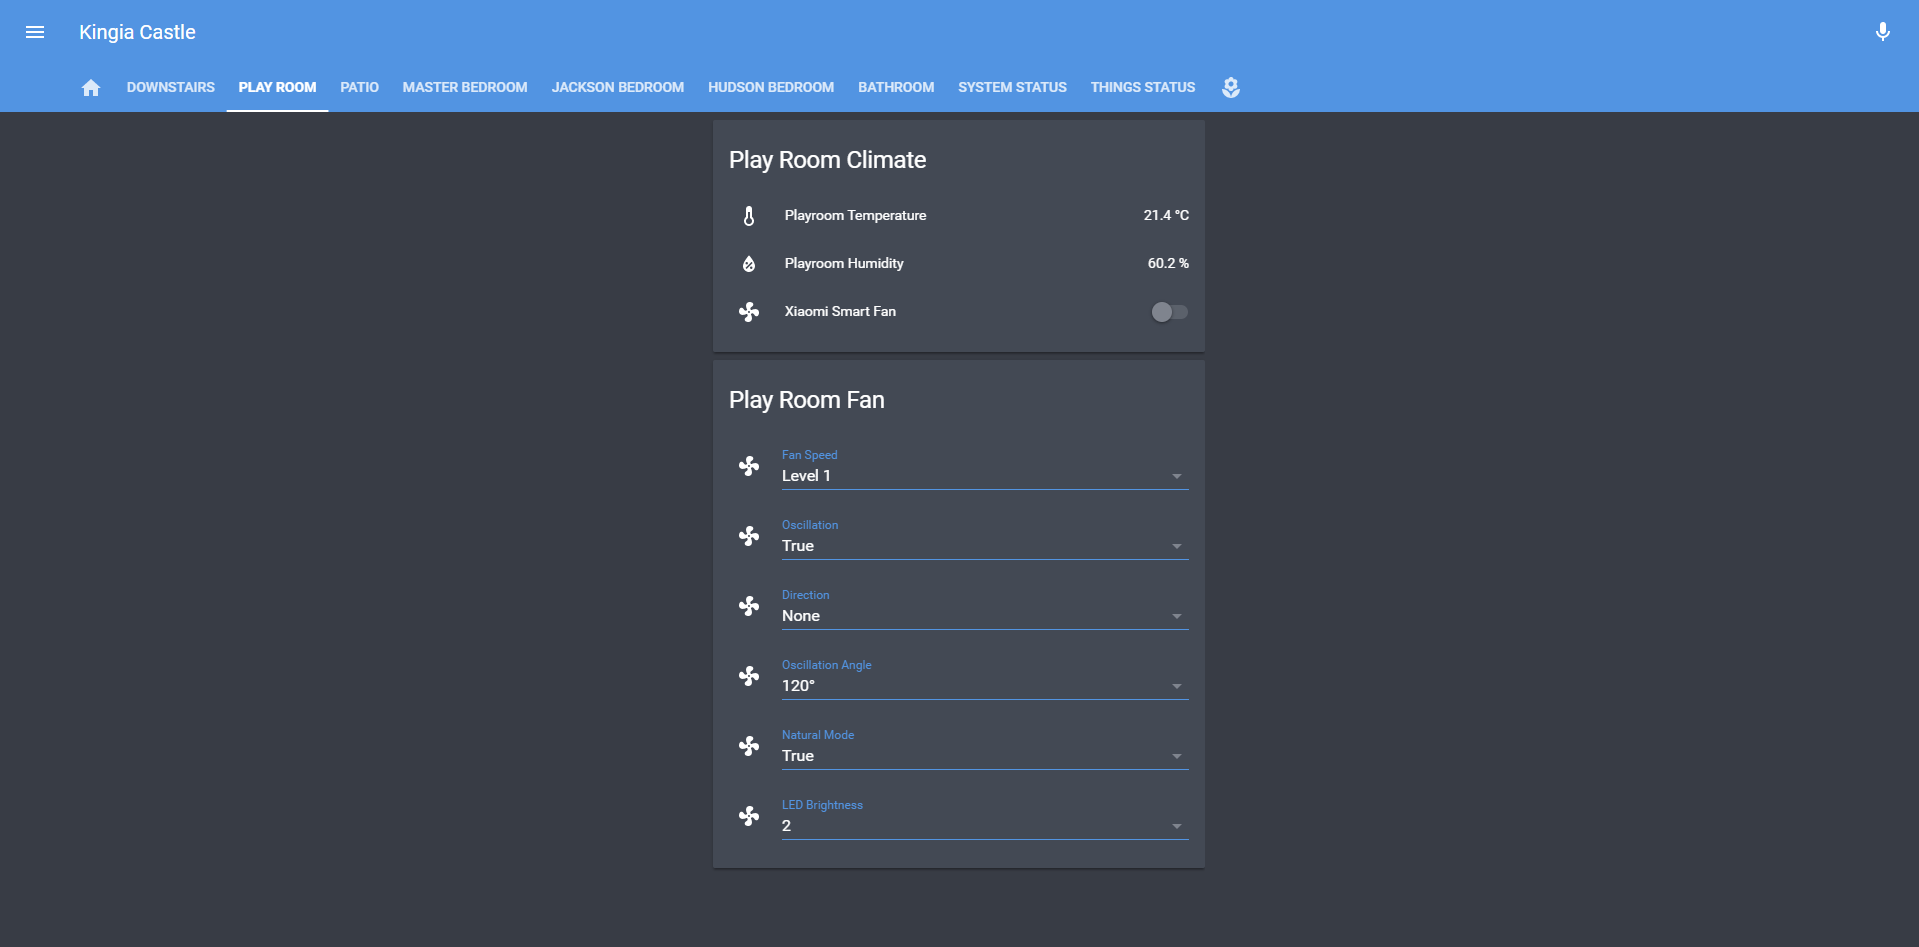 Kingia Castle
DOWNSTAIRS PLAY ROOM PATIO MASTER BEDROOM JACKSON BEDROOM HUDSON BEDROOM BATHROOM SYSTEM STATUS THINGS STATUS
Play Room Climate
Playroom Temperature 21.4 °C
Playroom Humidity 60.2 %
Xiaomi Smart Fan
Play Room Fan
Fan Speed
Level 1
Oscillation
True
Direction
None
Oscillation Angle
120°
Natural Mode
True
LED Brightness
2